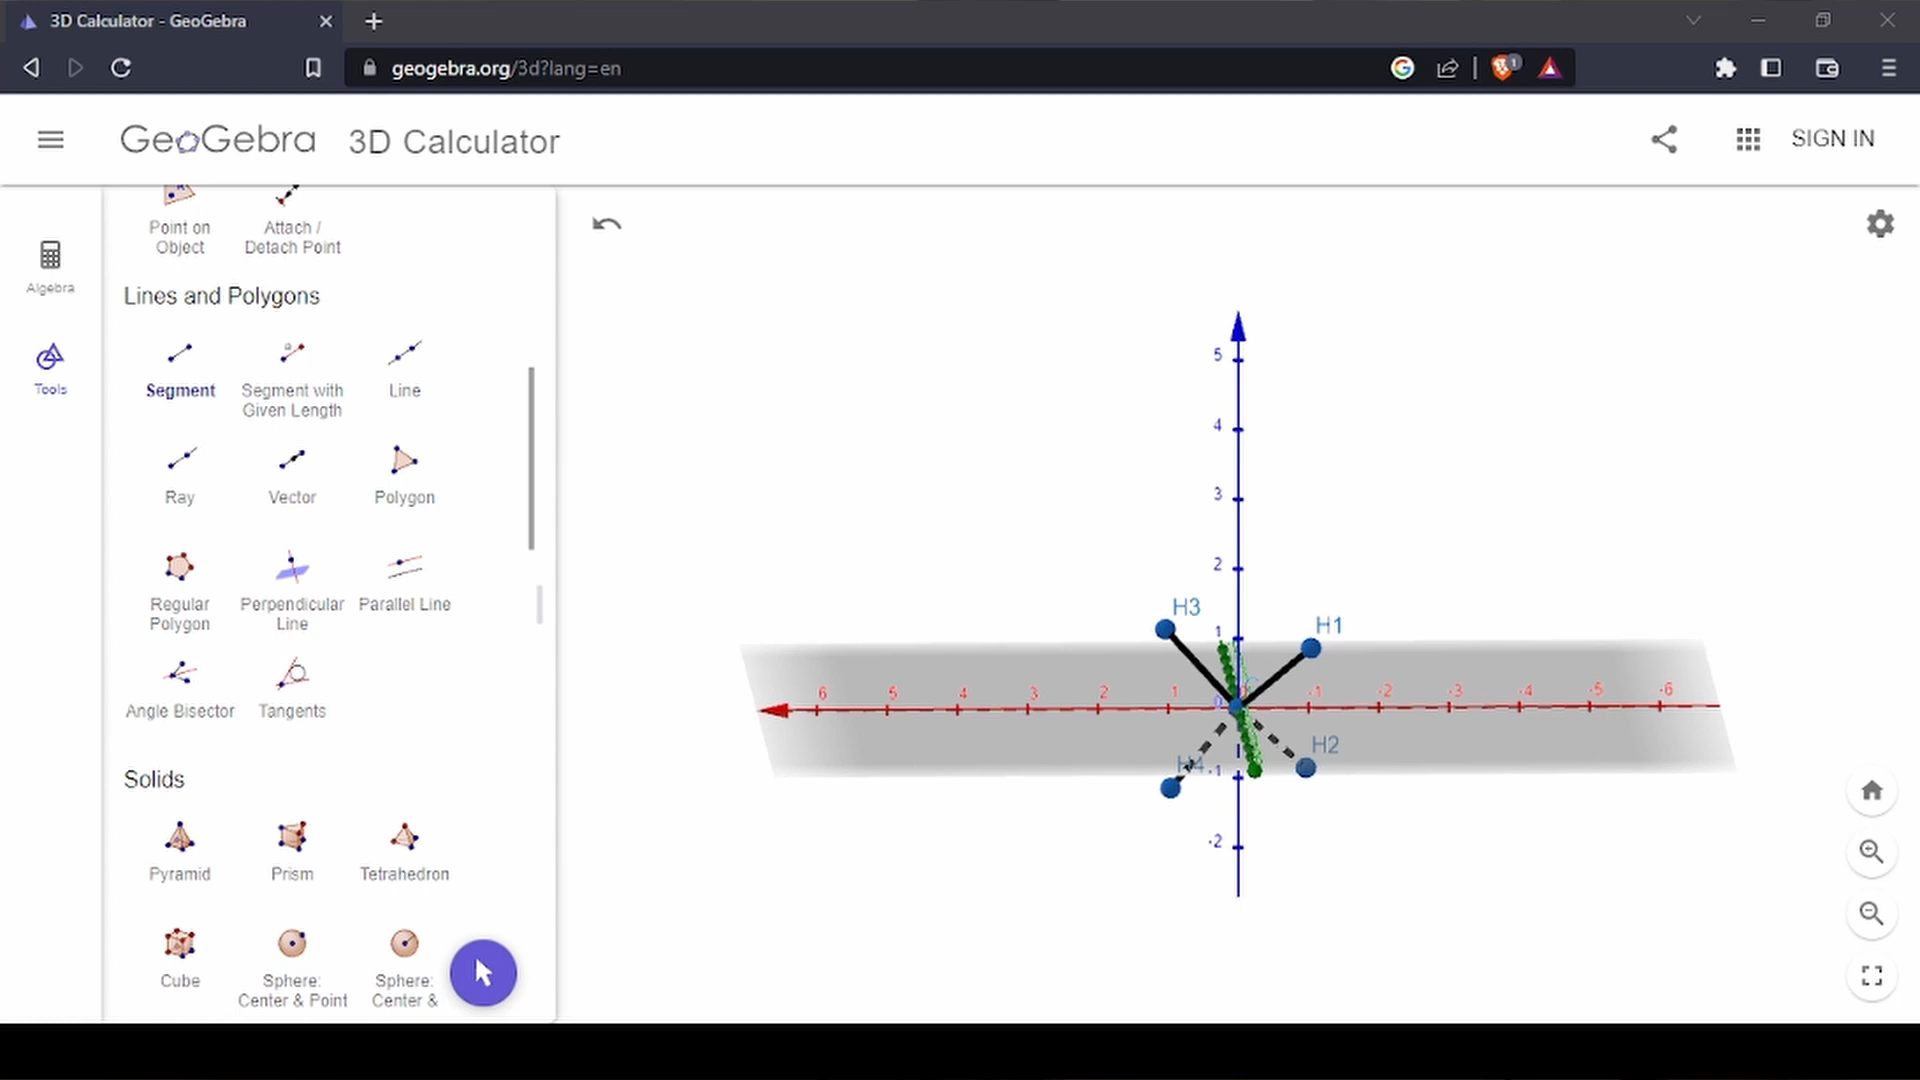 3D Calculator - GeoGebra
geogebra.org/3d?lang=en
1
GeoGebra 3D Calculator
SIGN IN
Algebra
Tools
Point on Object
Attach / Detach Point
Lines and Polygons
Segment
Segment with Given Length
Line
Ray
Vector
Polygon
Regular Polygon
Perpendicular Line
Parallel Line
Angle Bisector
Tangents
Solids
Pyramid
Prism
Tetrahedron
Cube
Sphere: Center & Point
Sphere: Center &
5
4
3
2
H3
H1
1
6 5 4 3 2 1 -1 -2 -3 -4 -5 -6
0
H2
H4
-1
-2